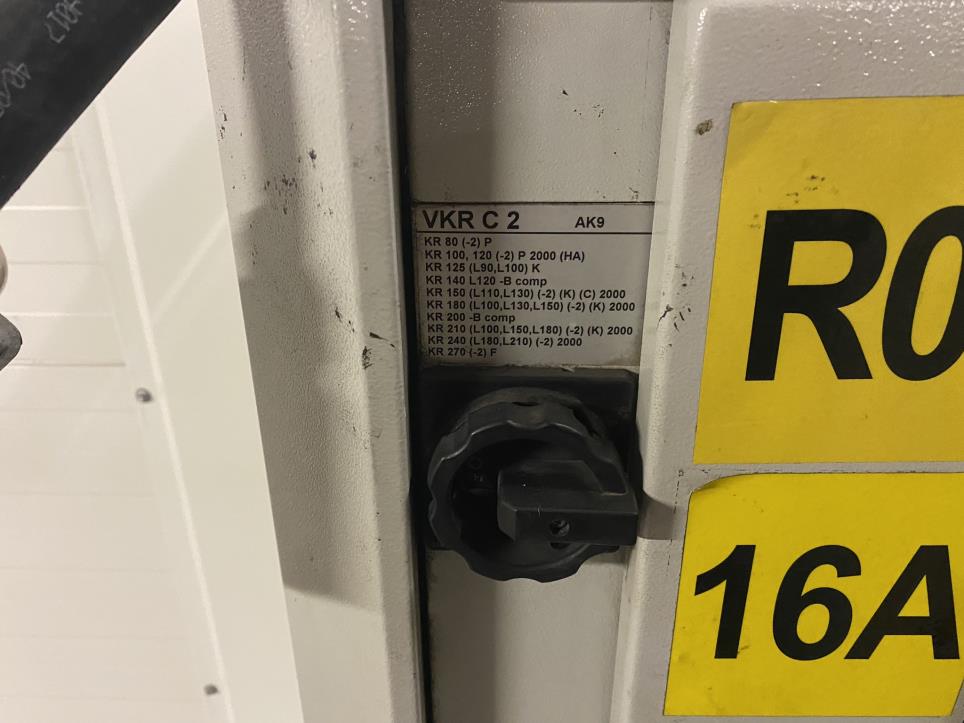 VKR C 2 AK9
KR 80 (-2) P
KR 100, 120 (-2) P 2000 (HA)
KR 125 (L90,L100) K
KR 140 L120 -B comp
KR 150 (L110,L130) (-2) (K) (C) 2000
KR 180 (L100,L130,L150) (-2) (K) 2000
KR 200 -B comp
KR 210 (L100,L150,L180) (-2) (K) 2000
KR 240 (L180,L210) (-2) 2000
KR 270 (-2) F
R0
16A